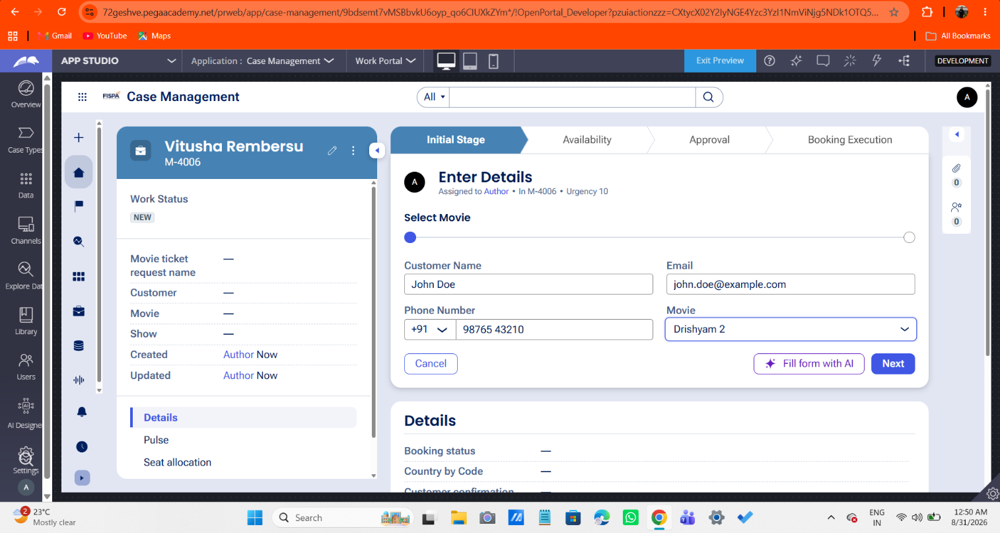 72geshve.pegaacademy.net/prweb/app/case-management/9bdsemt7vMSBbvkU6oyp_qo6CIUXkZYm*/!OpenPortal_Developer?pzuiactionzzz=CXtycX02Y2IyNGE4Yzc3YzI1NmViNjg5NDk1OTQ5...
Gmail
YouTube
Maps
All Bookmarks
APP STUDIO
Application : Case Management
Work Portal
Exit Preview
DEVELOPMENT
Overview
Case Types
Data
Channels
Explore Dat
Library
Users
AI Designe
Settings
A
FISPA
Case Management
All
A
Vitusha Rembersu
M-4006
Work Status
NEW
Movie ticket request name —
Customer —
Movie —
Show —
Created Author Now
Updated Author Now
Details
Pulse
Seat allocation
Initial Stage
Availability
Approval
Booking Execution
A
Enter Details
Assigned to Author • In M-4006 • Urgency 10
Select Movie
Customer Name
John Doe
Email
john.doe@example.com
Phone Number
+91 98765 43210
Movie
Drishyam 2
Cancel
Fill form with AI
Next
0
0
Details
Booking status —
Country by Code —
Customer confirmation —
2
23°C
Mostly clear
Search
ENG
IN
12:50 AM
8/31/2026